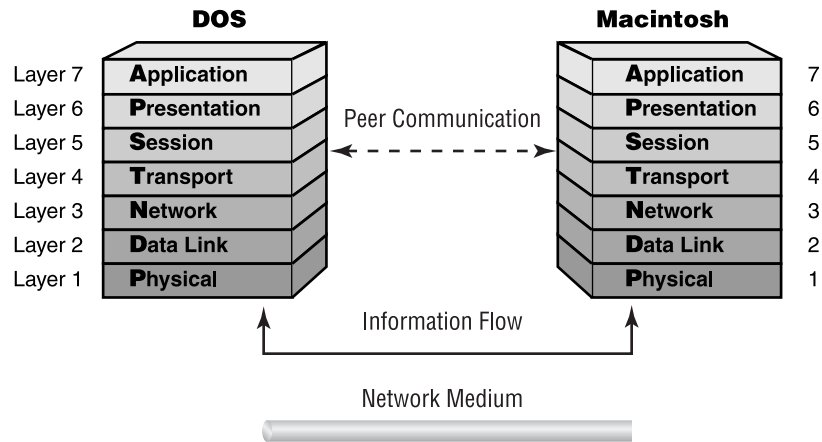 DOS Macintosh
Layer 7 Application Application 7
Layer 6 Presentation Presentation 6
Peer Communication
Layer 5 Session Session 5
Layer 4 Transport Transport 4
Layer 3 Network Network 3
Layer 2 Data Link Data Link 2
Layer 1 Physical Physical 1
Information Flow
Network Medium